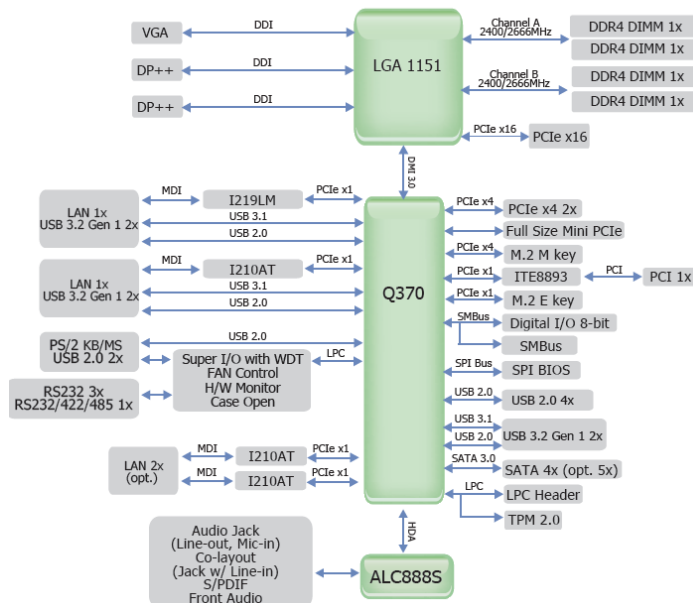 VGA
DDI
DP++
DDI
DP++
DDI
LGA 1151
Channel A
2400/2666MHz
DDR4 DIMM 1x
DDR4 DIMM 1x
Channel B
2400/2666MHz
DDR4 DIMM 1x
DDR4 DIMM 1x
PCIe x16
PCIe x16
DMI 3.0
LAN 1x
USB 3.2 Gen 1 2x
MDI
I219LM
PCIe x1
USB 3.1
USB 2.0
LAN 1x
USB 3.2 Gen 1 2x
MDI
I210AT
PCIe x1
USB 3.1
USB 2.0
PS/2 KB/MS
USB 2.0 2x
USB 2.0
Super I/O with WDT
FAN Control
H/W Monitor
Case Open
LPC
RS232 3x
RS232/422/485 1x
LAN 2x
(opt.)
MDI
I210AT
PCIe x1
MDI
I210AT
PCIe x1
Q370
PCIe x4
PCIe x4 2x
Full Size Mini PCIe
PCIe x4
M.2 M key
PCIe x1
ITE8893
PCI
PCI 1x
PCIe x1
M.2 E key
SMBus
Digital I/O 8-bit
SMBus
SPI Bus
SPI BIOS
USB 2.0
USB 2.0 4x
USB 3.1
USB 2.0
USB 3.2 Gen 1 2x
SATA 3.0
SATA 4x (opt. 5x)
LPC
LPC Header
TPM 2.0
HDA
Audio Jack
(Line-out, Mic-in)
Co-layout
(Jack w/ Line-in)
S/PDIF
Front Audio
ALC888S